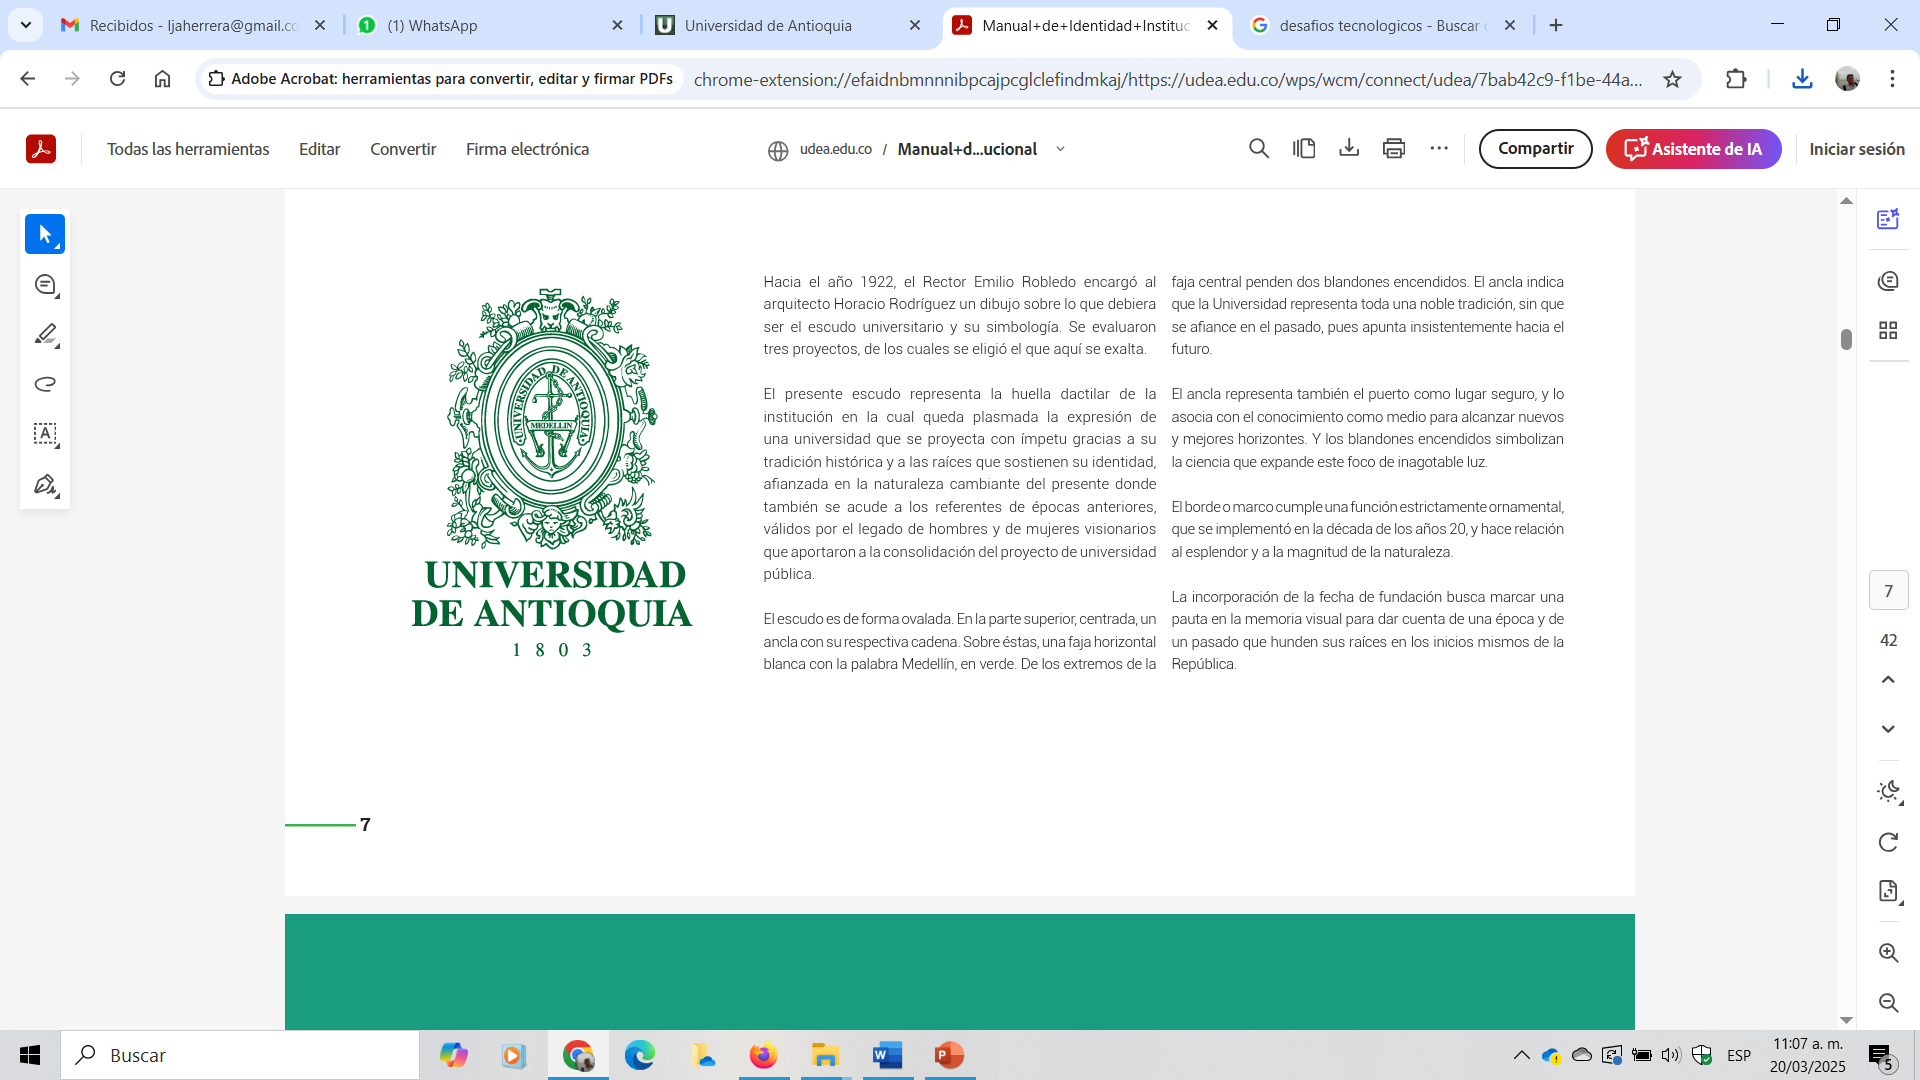 Recibidos - ljaherrera@gmail.co
(1) WhatsApp
Universidad de Antioquia
Manual+de+Identidad+Instituc
desafios tecnologicos - Buscar
Adobe Acrobat: herramientas para convertir, editar y firmar PDFs
chrome-extension://efaidnbmnnnibpcajpcglclefindmkaj/https://udea.edu.co/wps/wcm/connect/udea/7bab42c9-f1be-44a...
Todas las herramientas
Editar
Convertir
Firma electrónica
udea.edu.co / Manual+d...ucional
Compartir
Asistente de IA
Iniciar sesión
UNIVERSIDAD DE ANTIOQUIA
MEDELLIN
UNIVERSIDAD
DE ANTIOQUIA
1803
Hacia el año 1922, el Rector Emilio Robledo encargó al
arquitecto Horacio Rodríguez un dibujo sobre lo que debiera
ser el escudo universitario y su simbología. Se evaluaron
tres proyectos, de los cuales se eligió el que aquí se exalta.
El presente escudo representa la huella dactilar de la
institución en la cual queda plasmada la expresión de
una universidad que se proyecta con ímpetu gracias a su
tradición histórica y a las raíces que sostienen su identidad,
afianzada en la naturaleza cambiante del presente donde
también se acude a los referentes de épocas anteriores,
válidos por el legado de hombres y de mujeres visionarios
que aportaron a la consolidación del proyecto de universidad
pública.
El escudo es de forma ovalada. En la parte superior, centrada, un
ancla con su respectiva cadena. Sobre éstas, una faja horizontal
blanca con la palabra Medellín, en verde. De los extremos de la
faja central penden dos blandones encendidos. El ancla indica
que la Universidad representa toda una noble tradición, sin que
se afiance en el pasado, pues apunta insistentemente hacia el
futuro.
El ancla representa también el puerto como lugar seguro, y lo
asocia con el conocimiento como medio para alcanzar nuevos
y mejores horizontes. Y los blandones encendidos simbolizan
la ciencia que expande este foco de inagotable luz.
El borde o marco cumple una función estrictamente ornamental,
que se implementó en la década de los años 20, y hace relación
al esplendor y a la magnitud de la naturaleza.
La incorporación de la fecha de fundación busca marcar una
pauta en la memoria visual para dar cuenta de una época y de
un pasado que hunden sus raíces en los inicios mismos de la
República.
7
7
42
Buscar
ESP
11:07 a. m.
20/03/2025
5